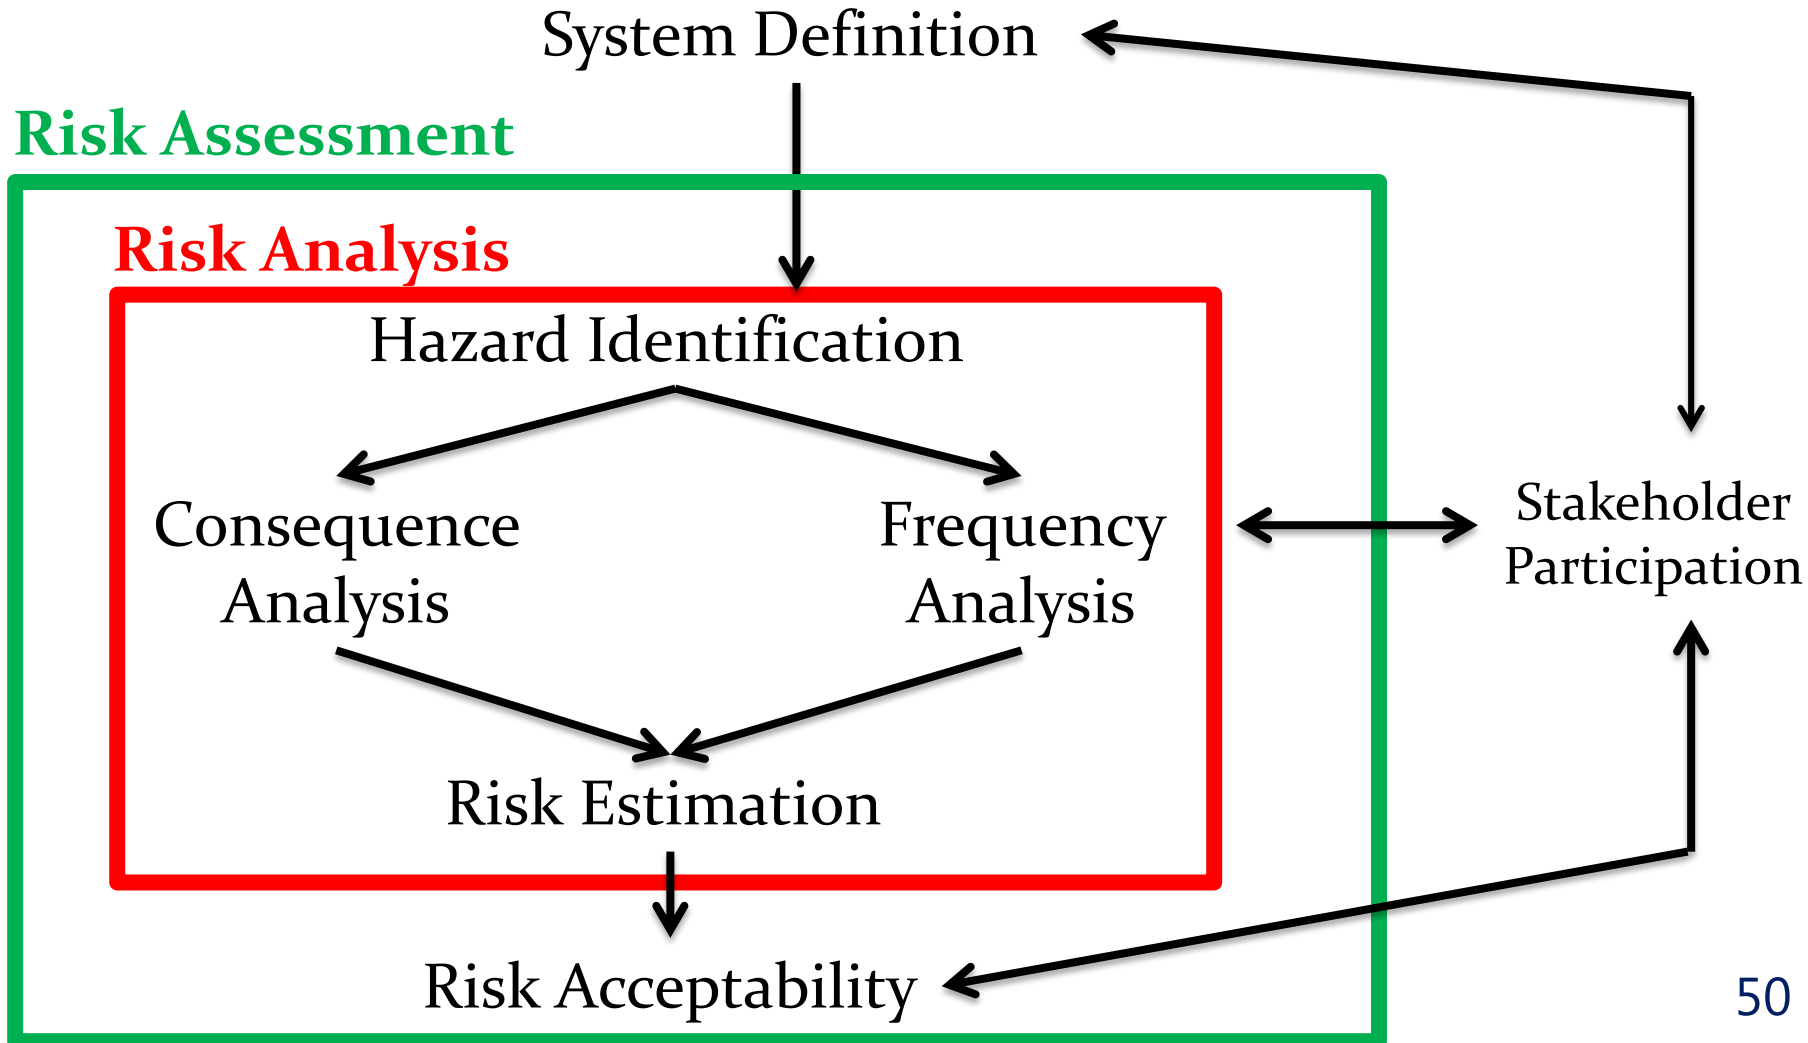 System Definition
Risk Assessment
Risk Analysis
Hazard Identification
Consequence
Analysis
Frequency
Analysis
Stakeholder
Participation
Risk Estimation
Risk Acceptability
50